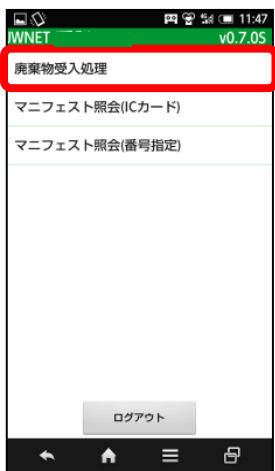 11:47
JWNET v0.7.0S
廃棄物受入処理
マニフェスト照会(ICカード)
マニフェスト照会(番号指定)
ログアウト